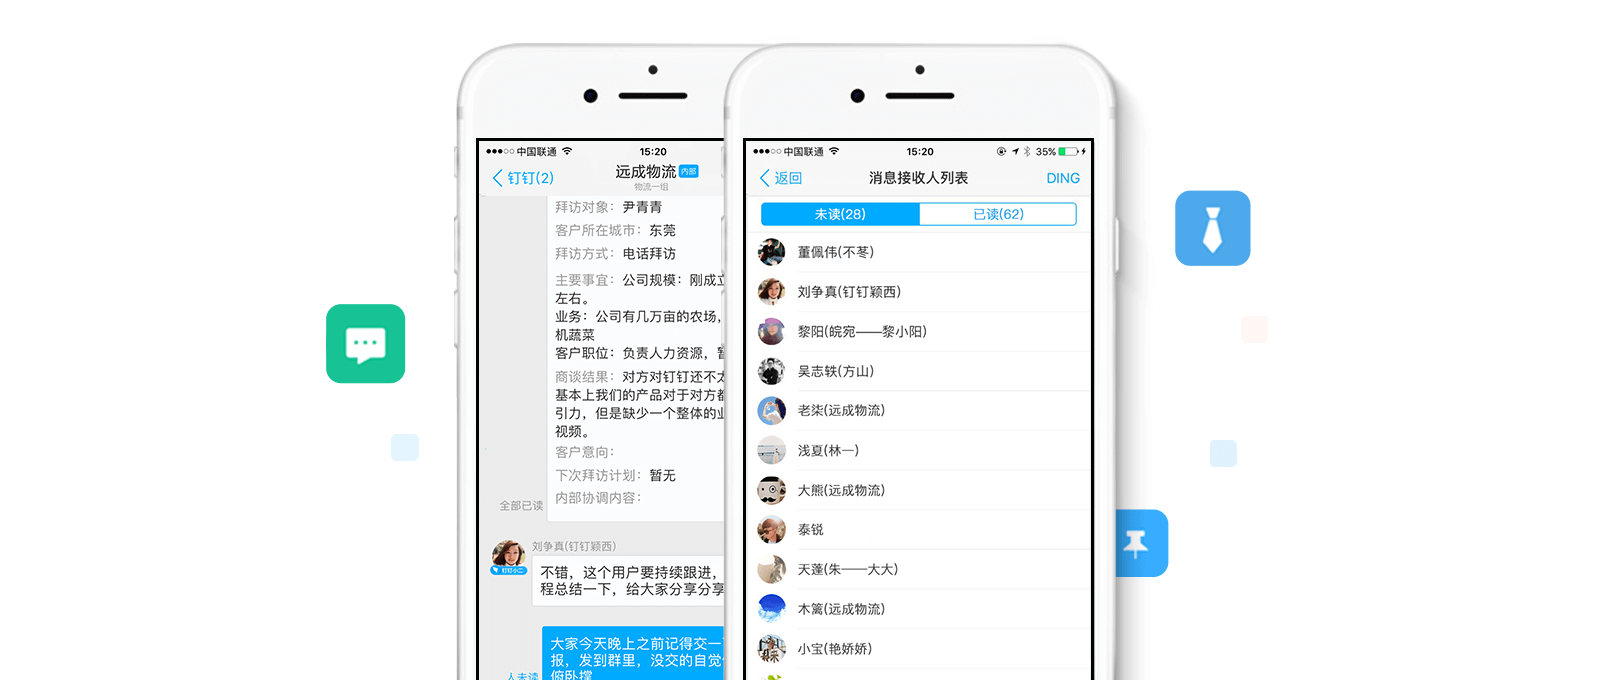 中国联通
15:20
钉钉(2)
远成物流 内部
物流一组
拜访对象： 尹青青
客户所在城市： 东莞
拜访方式： 电话拜访
主要事宜： 公司规模：刚成立
左右。
业务：公司有几万亩的农场，
机蔬菜
客户职位：负责人力资源，暂
商谈结果： 对方对钉钉还不太
基本上我们的产品对于对方都
引力，但是缺少一个整体的业
视频。
客户意向：
下次拜访计划： 暂无
内部协调内容：
全部已读
刘争真(钉钉颖西)
钉钉小二
不错，这个用户要持续跟进，
程总结一下，给大家分享分享
大家今天晚上之前记得交一
报，发到群里，没交的自觉
俯卧撑
人未读
中国联通
15:20
35%
返回
消息接收人列表
DING
未读(28)
已读(62)
董佩伟(不苳)
刘争真(钉钉颖西)
黎阳(皖宛——黎小阳)
吴志轶(方山)
老柒(远成物流)
浅夏(林一)
大熊(远成物流)
泰锐
天蓬(朱——大大)
木篱(远成物流)
小宝(艳娇娇)